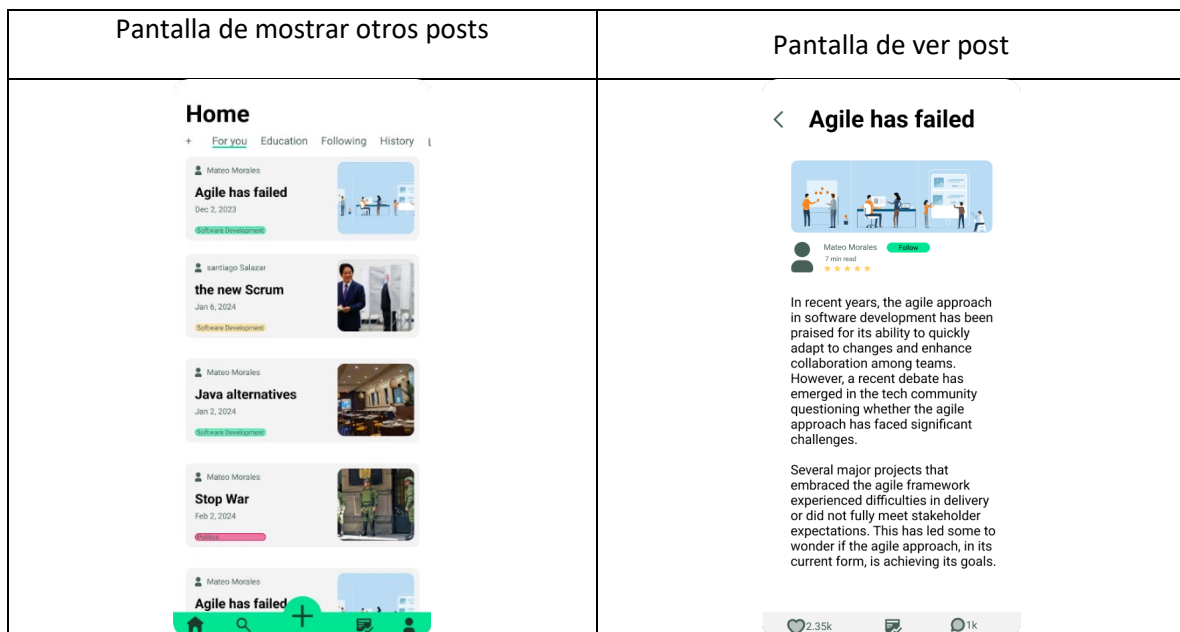 Pantalla de mostrar otros posts
Pantalla de ver post
Home
+ For you Education Following History L
Mateo Morales
Agile has failed
Dec 2, 2023
Software Development
santiago Salazar
the new Scrum
Jan 6, 2024
Software Development
Mateo Morales
Java alternatives
Jan 2, 2024
Software Development
Mateo Morales
Stop War
Feb 2, 2024
Politics
Mateo Morales
Agile has failed
+
Agile has failed
Mateo Morales Follow
7 min read
In recent years, the agile approach
in software development has been
praised for its ability to quickly
adapt to changes and enhance
collaboration among teams.
However, a recent debate has
emerged in the tech community
questioning whether the agile
approach has faced significant
challenges.
Several major projects that
embraced the agile framework
experienced difficulties in delivery
or did not fully meet stakeholder
expectations. This has led some to
wonder if the agile approach, in its
current form, is achieving its goals.
2.35k 1k